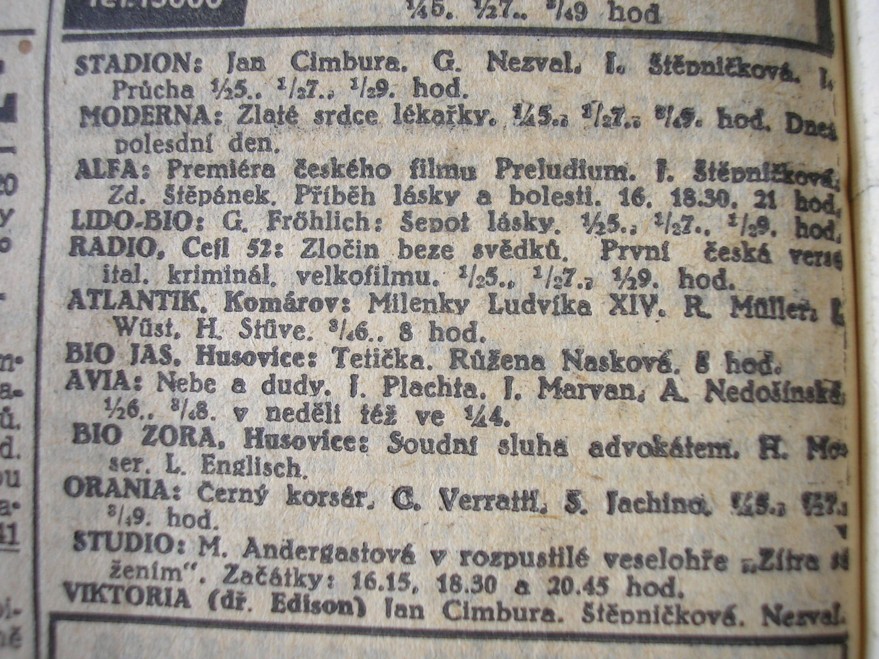 Tel.15000
¼5. ½7.. ¾9 hod
STADION: Jan Cimbura. G. Nezval. J. Štěpničková. J.
Průcha ½5.. ½7.. ½9. hod.
MODERNA: Zlaté srdce lékařky. ¼5.. ½7.. ¾9. hod. Dnes
polesdní den.
ALFA: Premiéra českého filmu Preludium. J. Štěpničková,
Zd. Štěpánek. Příběh lásky a bolesti. 16. 18.30. 21 hod.
LIDO-BIO: G. Fröhlich: Šepot lásky. ½5.. ½7.. ½9. hod.
RADIO, Cejl 52: Zločin beze svědků. První česká verse
ital. kriminál. velkofilmu. ½5.. ½7.. ½9. hod.
ATLANTIK, Komárov: Milenky Ludvíka XIV. R. Müller,
Wüst. H. Stüve. ¾6.. 8 hod.
BIO JAS, Husovice: Tetička. Růžena Nasková. 8 hod.
AVIA: Nebe a dudy. J. Plachta. J. Marvan, A. Nedošínská
½6.. ¾8. v neděli též ve ¼4.
BIO ZORA, Husovice: Soudní sluha advokátem. H. Mo-
ser. L. Englisch.
ORANIA: Černý korsár. C. Verratti, S. Jachino. ¼5.. ½7..
¾9. hod.
STUDIO: M. Andergastová v rozpustilé veselohře „Zítra se
žením“. Začátky: 16.15. 18.30 a 20.45 hod.
VIKTORIA (dř. Edison) Jan Cimbura. Štěpničková. Nezval.